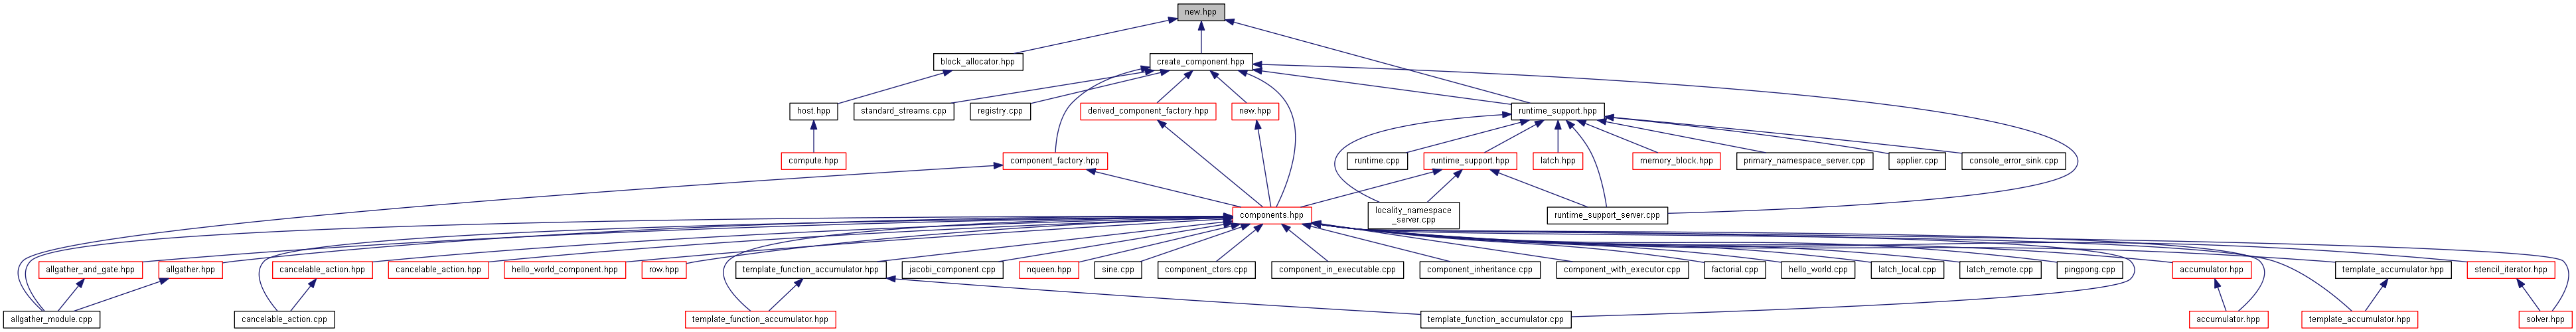 new.hpp
block_allocator.hpp
create_component.hpp
host.hpp
standard_streams.cpp
registry.cpp
derived_component_factory.hpp
new.hpp
runtime_support.hpp
compute.hpp
component_factory.hpp
runtime.cpp
runtime_support.hpp
latch.hpp
memory_block.hpp
primary_namespace_server.cpp
applier.cpp
console_error_sink.cpp
components.hpp
locality_namespace
_server.cpp
runtime_support_server.cpp
allgather_and_gate.hpp
allgather.hpp
cancelable_action.hpp
cancelable_action.hpp
hello_world_component.hpp
row.hpp
template_function_accumulator.hpp
jacobi_component.cpp
nqueen.hpp
sine.cpp
component_ctors.cpp
component_in_executable.cpp
component_inheritance.cpp
component_with_executor.cpp
factorial.cpp
hello_world.cpp
latch_local.cpp
latch_remote.cpp
pingpong.cpp
accumulator.hpp
template_accumulator.hpp
stencil_iterator.hpp
allgather_module.cpp
cancelable_action.cpp
template_function_accumulator.hpp
template_function_accumulator.cpp
accumulator.hpp
template_accumulator.hpp
solver.hpp